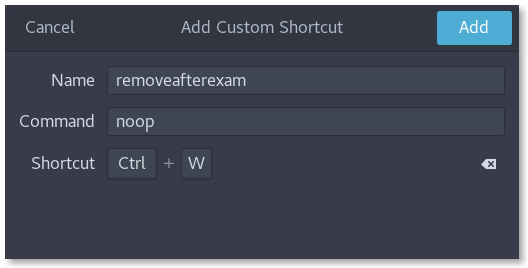 Cancel Add Custom Shortcut Add
Name removeafterexam
Command noop
Shortcut Ctrl + W